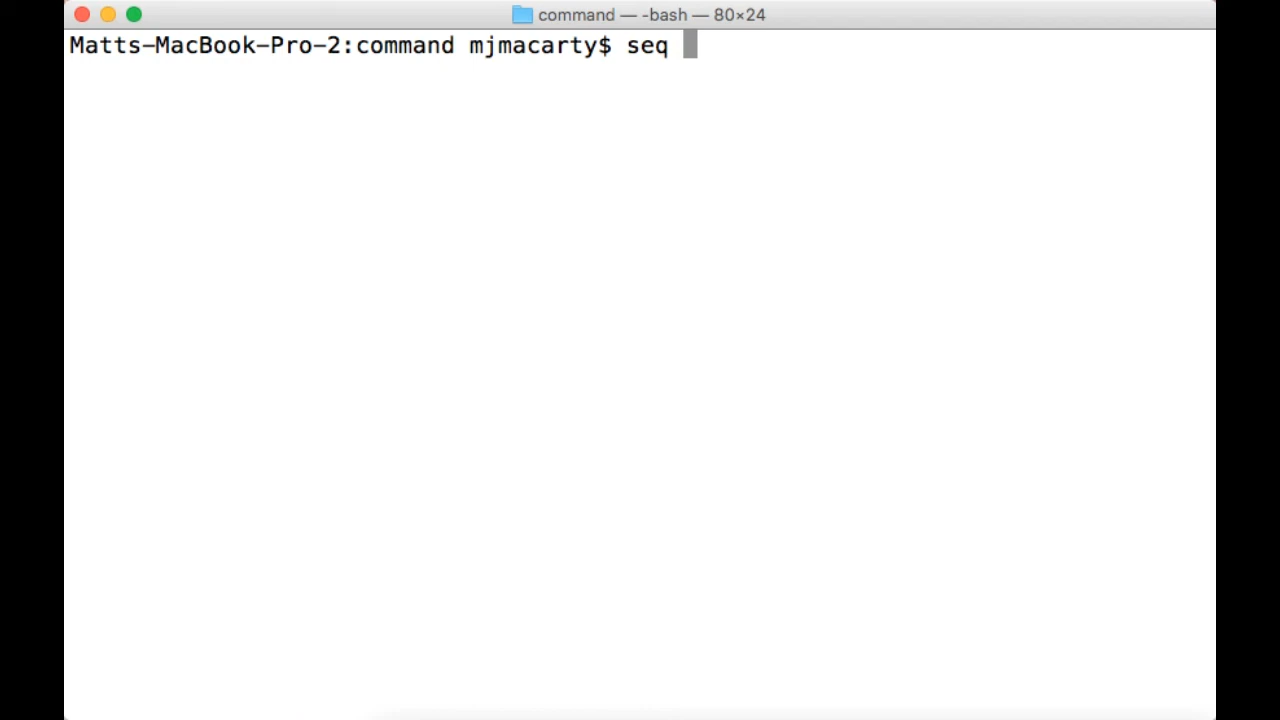 command — -bash — 80×24
Matts-MacBook-Pro-2:command mjmacarty$ seq